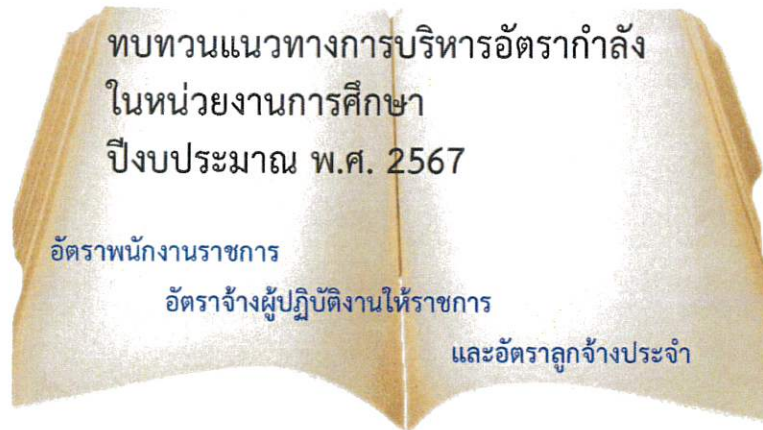 ทบทวนแนวทางการบริหารอัตรากำลัง
ในหน่วยงานการศึกษา
ปีงบประมาณ พ.ศ. 2567
อัตราพนักงานราชการ
อัตราจ้างผู้ปฏิบัติงานให้ราชการ
และอัตราลูกจ้างประจำ